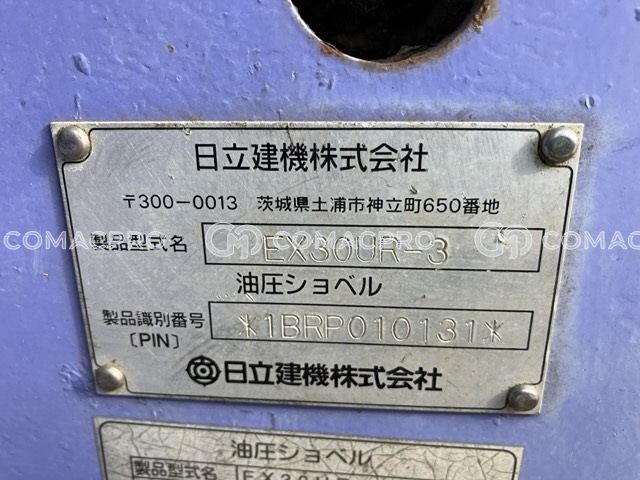 日立建機株式会社
〒300-0013 茨城県土浦市神立町650番地
製品型式名 EX30UR-3
油圧ショベル
製品識別番号 *1BRP010131*
〔PIN〕
日立建機株式会社
油圧ショベル
製品型式名
COMACPRO COMACPRO COMACPRO